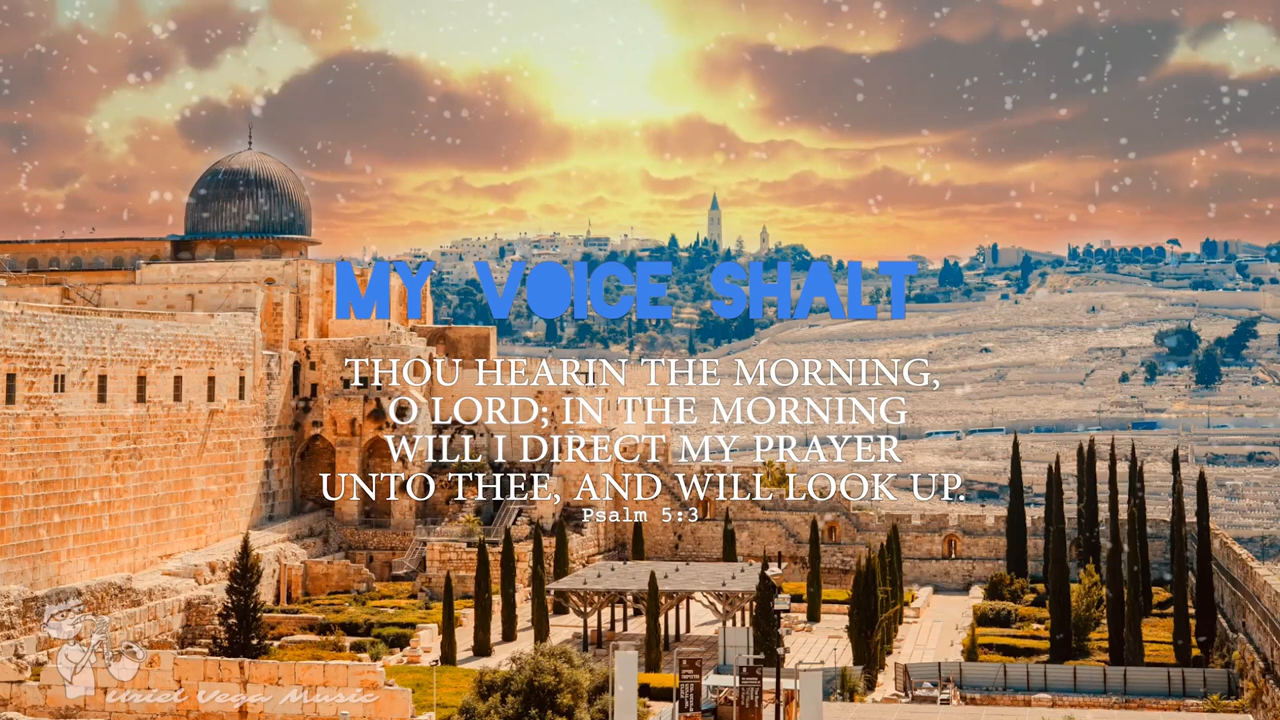 MY VOICE SHALT
THOU HEARIN THE MORNING,
O LORD; IN THE MORNING
WILL I DIRECT MY PRAYER
UNTO THEE, AND WILL LOOK UP.
Psalm 5:3
Uriel Vega Music